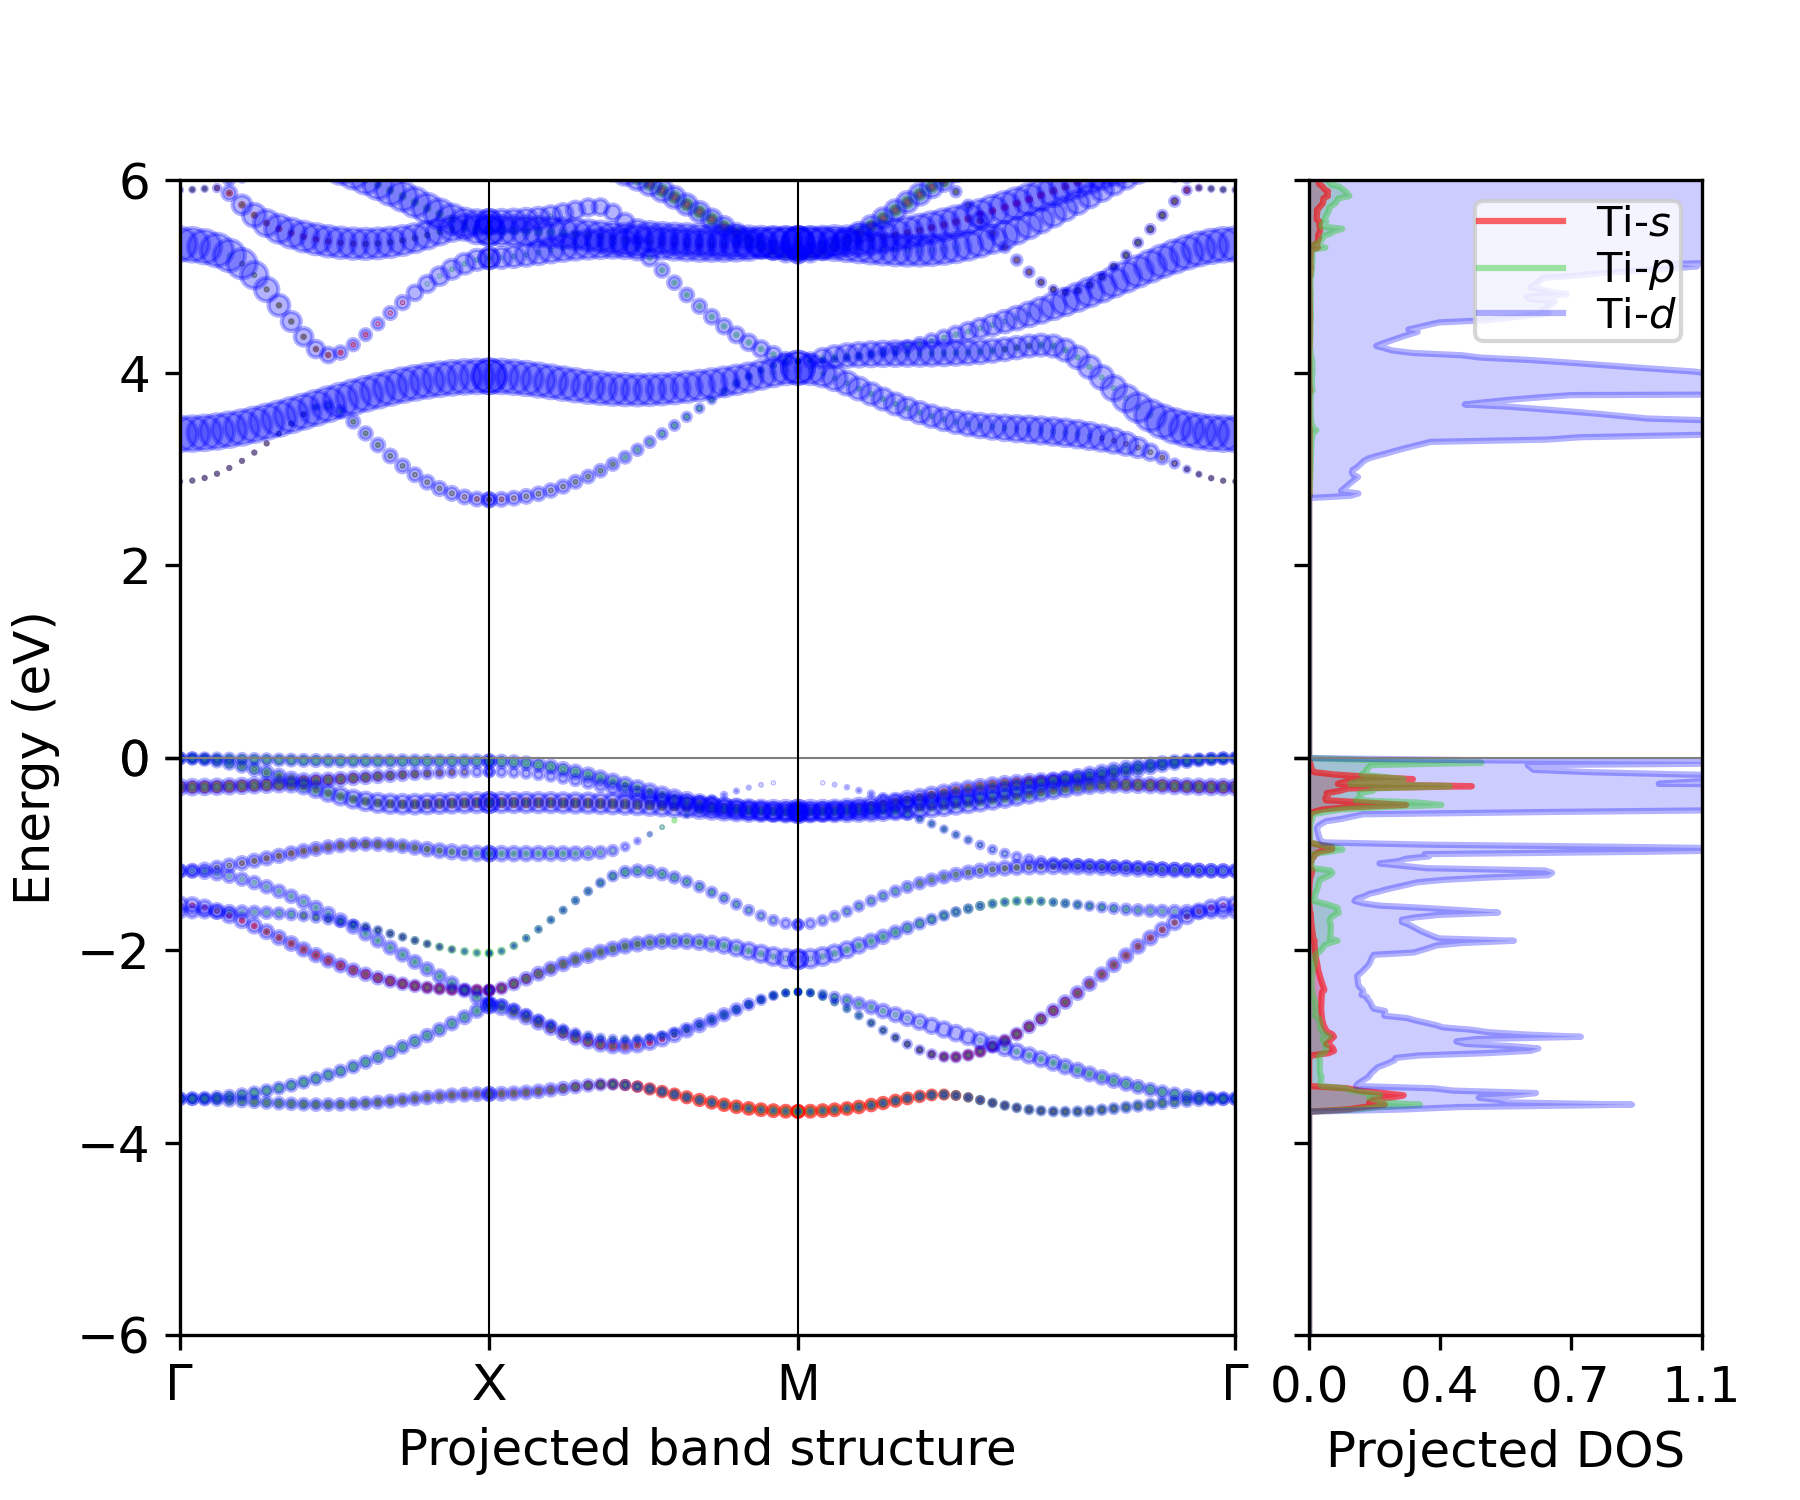 6
4
2
0
−2
−4
−6
Energy (eV)
Γ X M Γ
Projected band structure
Ti-s
Ti-p
Ti-d
0.0 0.4 0.7 1.1
Projected DOS